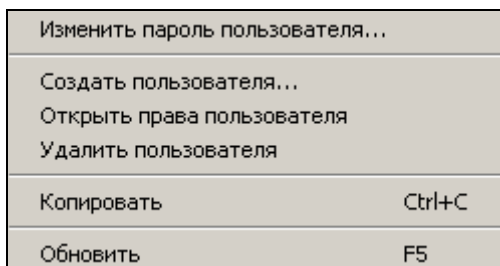 Изменить пароль пользователя...
Создать пользователя...
Открыть права пользователя
Удалить пользователя
Копировать Ctrl+C
Обновить F5